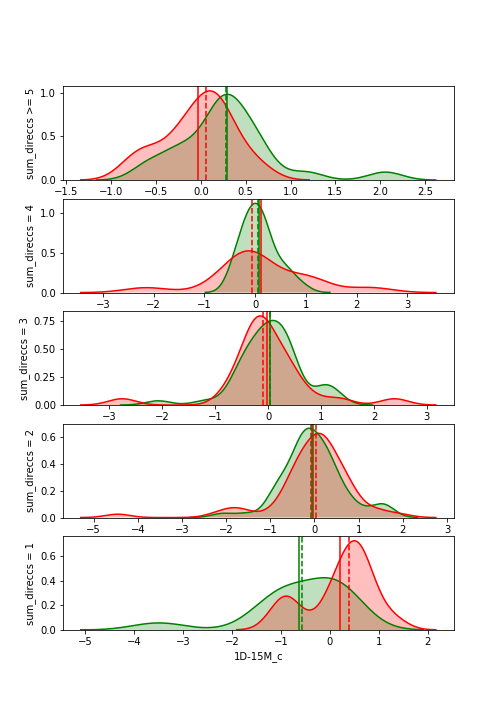 sum_direccs >= 5
1.0
0.5
0.0
−1.5 −1.0 −0.5 0.0 0.5 1.0 1.5 2.0 2.5
sum_direccs = 4
1.0
0.5
0.0
−3 −2 −1 0 1 2 3
sum_direccs = 3
0.75
0.50
0.25
0.00
−3 −2 −1 0 1 2 3
sum_direccs = 2
0.6
0.4
0.2
0.0
−5 −4 −3 −2 −1 0 1 2 3
sum_direccs = 1
0.6
0.4
0.2
0.0
−5 −4 −3 −2 −1 0 1 2
1D-15M_c